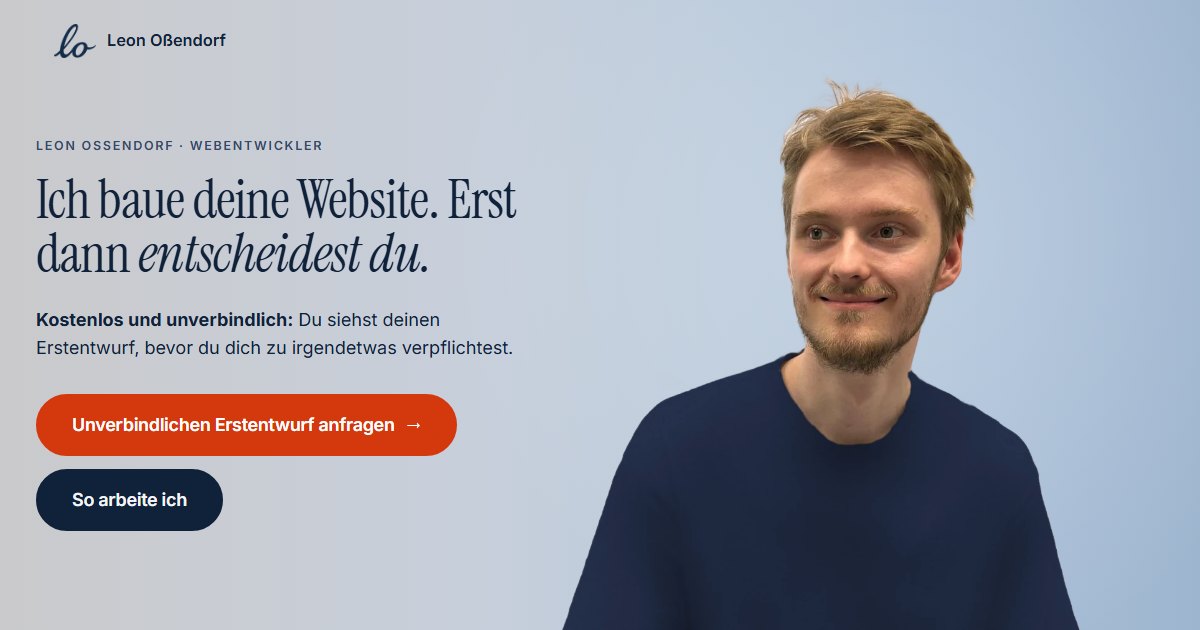 lo Leon Oßendorf
LEON OSSENDORF · WEBENTWICKLER
Ich baue deine Website. Erst
dann entscheidest du.
Kostenlos und unverbindlich: Du siehst deinen
Erstentwurf, bevor du dich zu irgendetwas verpflichtest.
Unverbindlichen Erstentwurf anfragen →
So arbeite ich